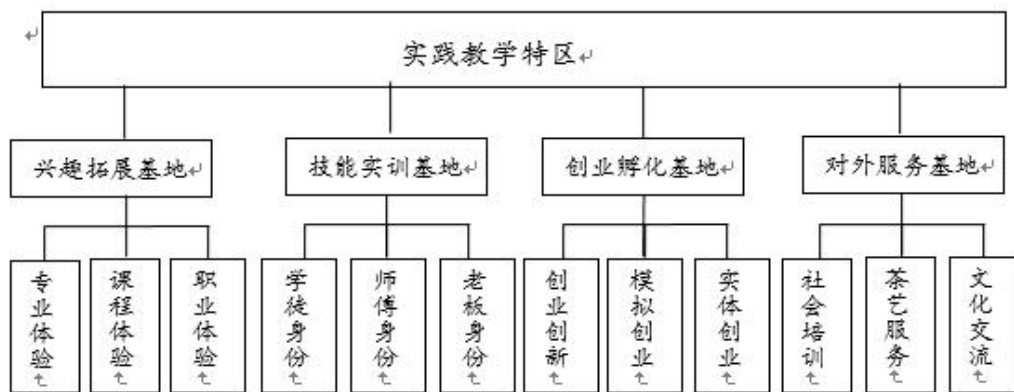 实践教学特区
兴趣拓展基地
技能实训基地
创业孵化基地
对外服务基地
专业体验
课程体验
职业体验
学徒身份
师傅身份
老板身份
创业创新
模拟创业
实体创业
社会培训
茶艺服务
文化交流